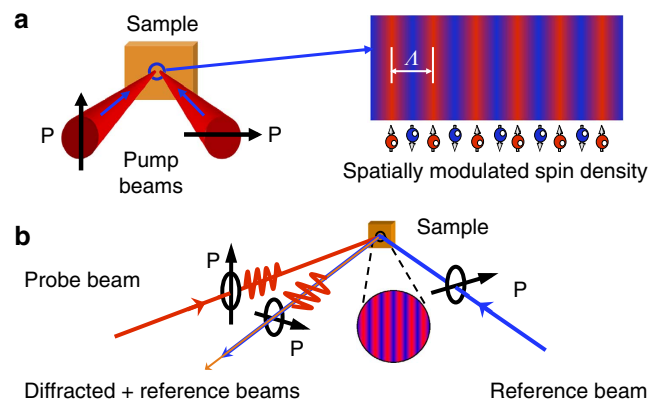 a
Sample
P
P
Pump
beams
Λ
Spatially modulated spin density
b
Sample
Probe beam
P
P
P
Diffracted + reference beams
Reference beam